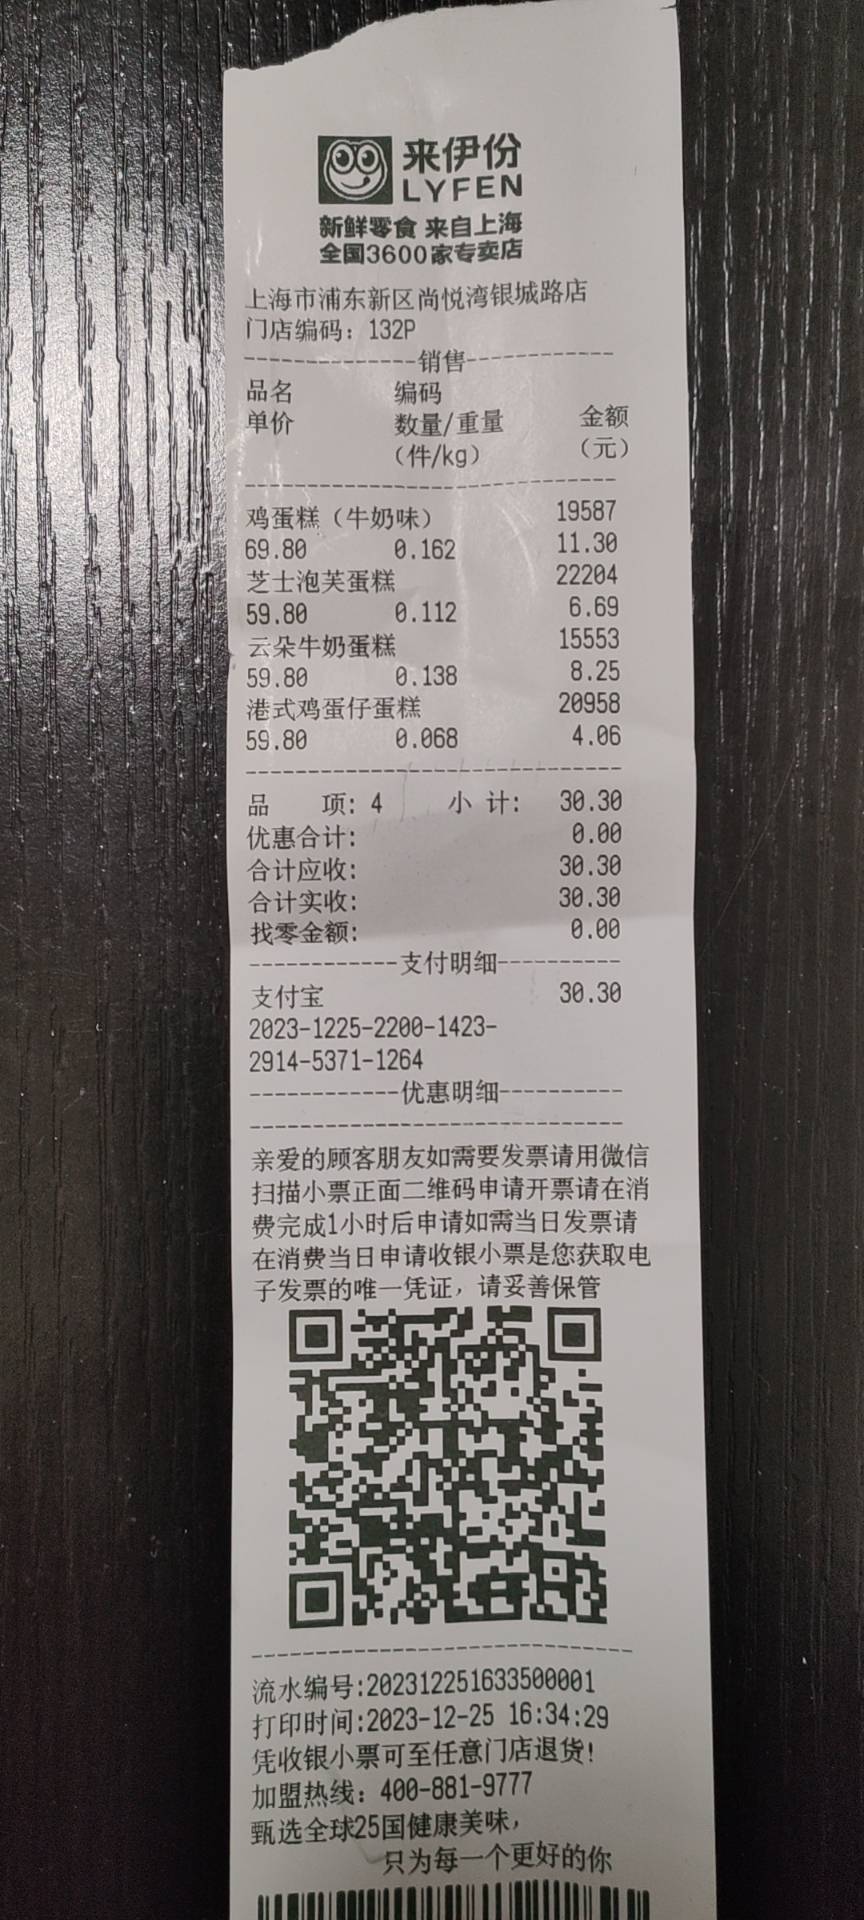 来伊份
LYFEN
新鲜零食 来自上海
全国3600家专卖店
上海市浦东新区尚悦湾银城路店
门店编码：132P
--------------销售------------
品名 编码
单价 数量/重量 金额
（件/kg） （元）
------------------------------
鸡蛋糕（牛奶味） 19587
69.80 0.162 11.30
芝士泡芙蛋糕 22204
59.80 0.112 6.69
云朵牛奶蛋糕 15553
59.80 0.138 8.25
港式鸡蛋仔蛋糕 20958
59.80 0.068 4.06
------------------------------
品 项: 4 小 计: 30.30
优惠合计: 0.00
合计应收: 30.30
合计实收: 30.30
找零金额: 0.00
------------支付明细----------
支付宝 30.30
2023-1225-2200-1423-
2914-5371-1264
------------优惠明细----------
------------------------------
亲爱的顾客朋友如需要发票请用微信
扫描小票正面二维码申请开票请在消
费完成1小时后申请如需当日发票请
在消费当日申请收银小票是您获取电
子发票的唯一凭证，请妥善保管
------------------------------
流水编号:202312251633500001
打印时间:2023-12-25 16:34:29
凭收银小票可至任意门店退货!
加盟热线：400-881-9777
甄选全球25国健康美味，
只为每一个更好的你